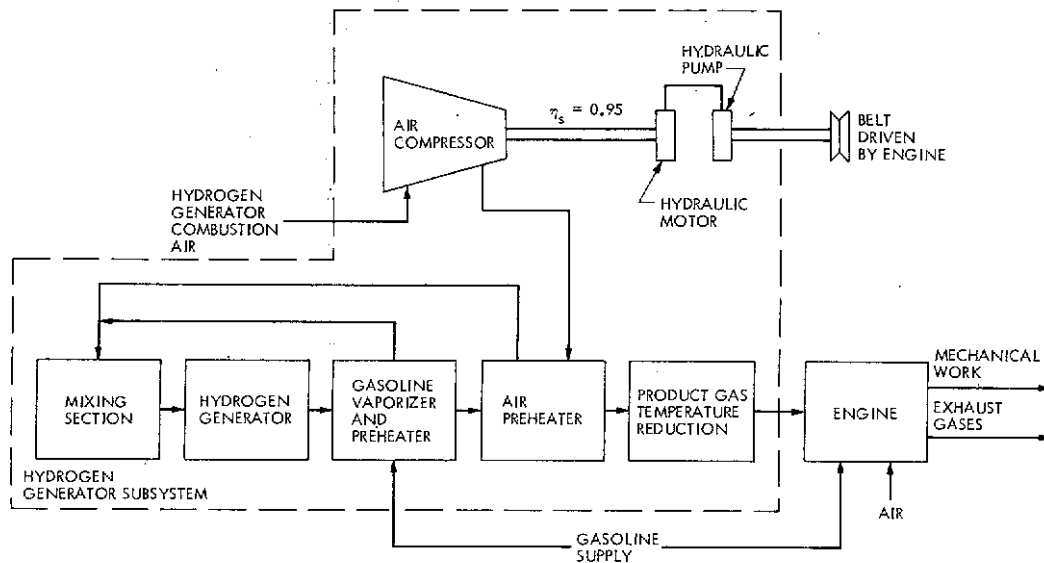 HYDRAULIC
PUMP
η_s = 0.95
AIR
COMPRESSOR
BELT
DRIVEN
BY ENGINE
HYDRAULIC
MOTOR
HYDROGEN
GENERATOR
COMBUSTION
AIR
MIXING
SECTION
HYDROGEN
GENERATOR
GASOLINE
VAPORIZER
AND
PREHEATER
AIR
PREHEATER
PRODUCT GAS
TEMPERATURE
REDUCTION
ENGINE
MECHANICAL
WORK
EXHAUST
GASES
HYDROGEN
GENERATOR SUBSYSTEM
AIR
GASOLINE
SUPPLY